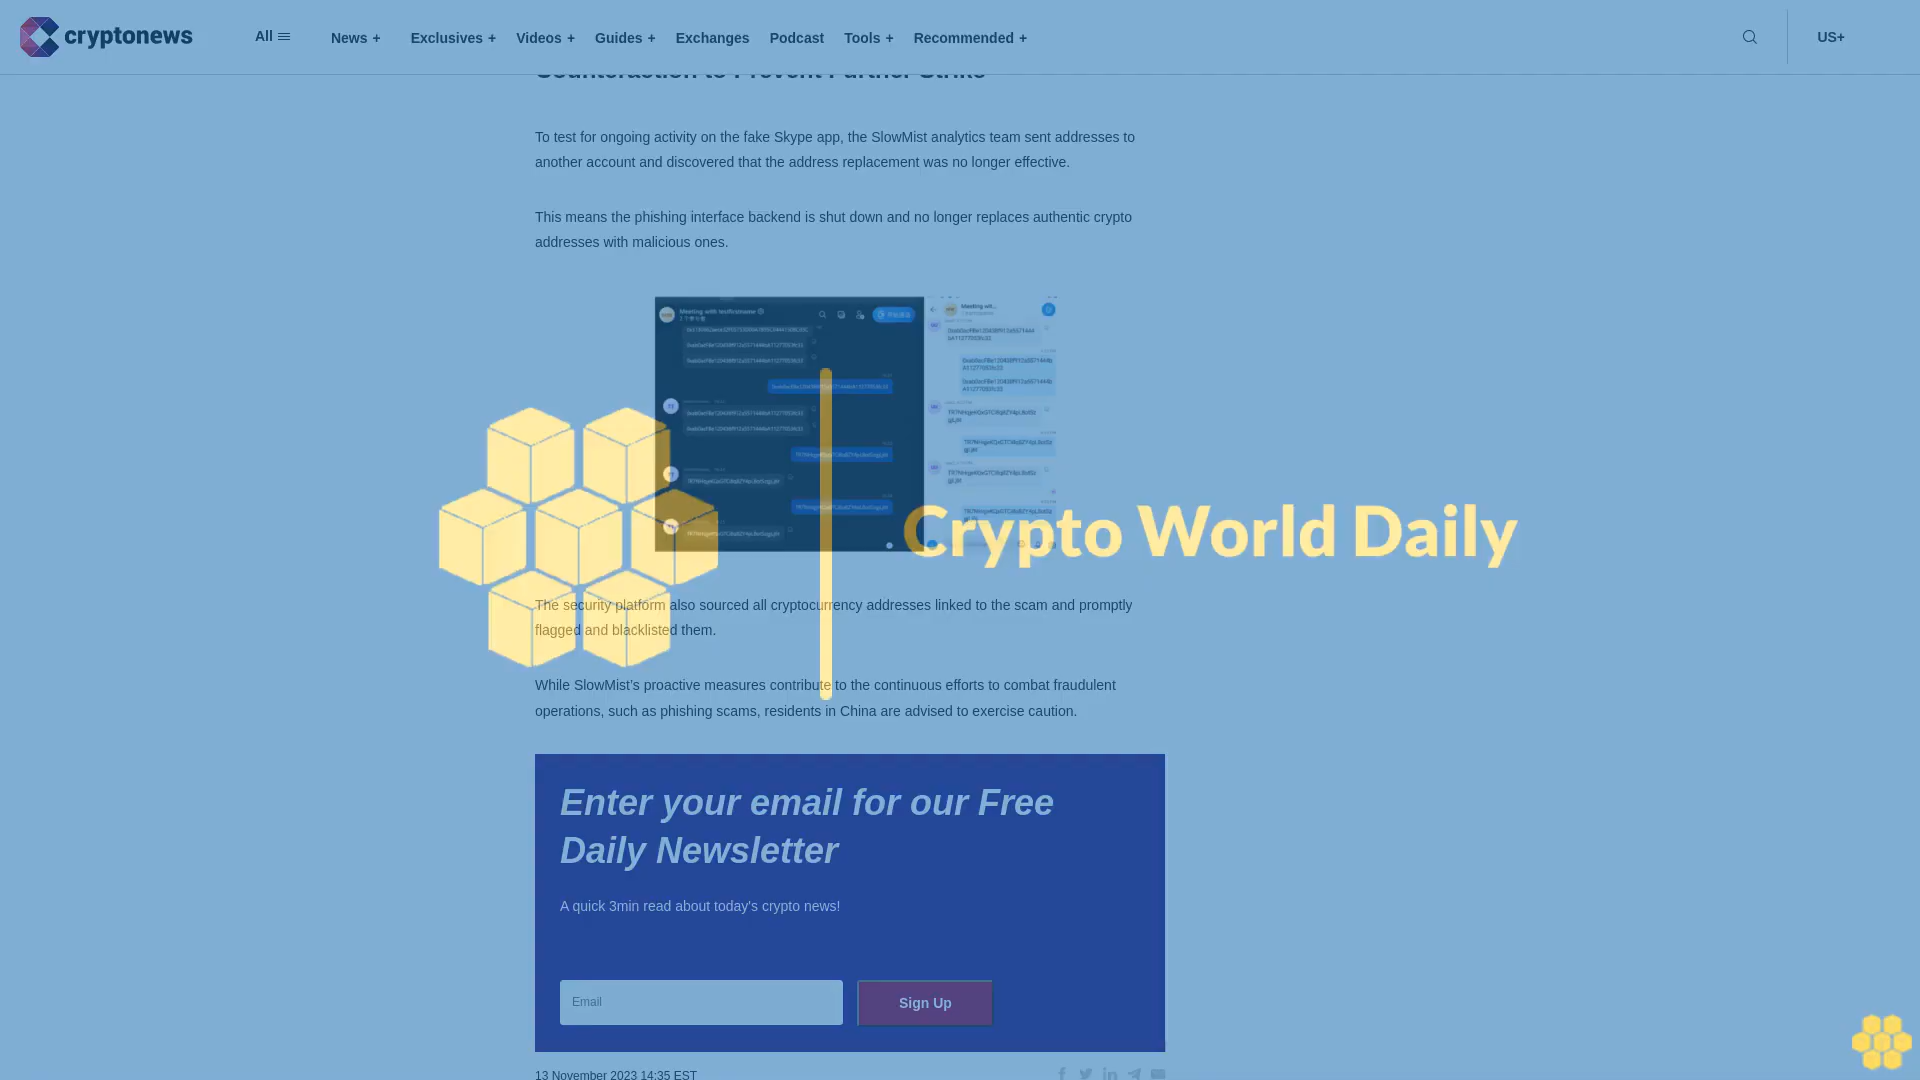 cryptonews
All
News +
Exclusives +
Videos +
Guides +
Exchanges
Podcast
Tools +
Recommended +
US+
Counteraction to Prevent Further Strike
To test for ongoing activity on the fake Skype app, the SlowMist analytics team sent addresses to
another account and discovered that the address replacement was no longer effective.
This means the phishing interface backend is shut down and no longer replaces authentic crypto
addresses with malicious ones.
Crypto World Daily
The security platform also sourced all cryptocurrency addresses linked to the scam and promptly
flagged and blacklisted them.
While SlowMist’s proactive measures contribute to the continuous efforts to combat fraudulent
operations, such as phishing scams, residents in China are advised to exercise caution.
Enter your email for our Free
Daily Newsletter
A quick 3min read about today's crypto news!
Email
Sign Up
13 November 2023 14:35 EST